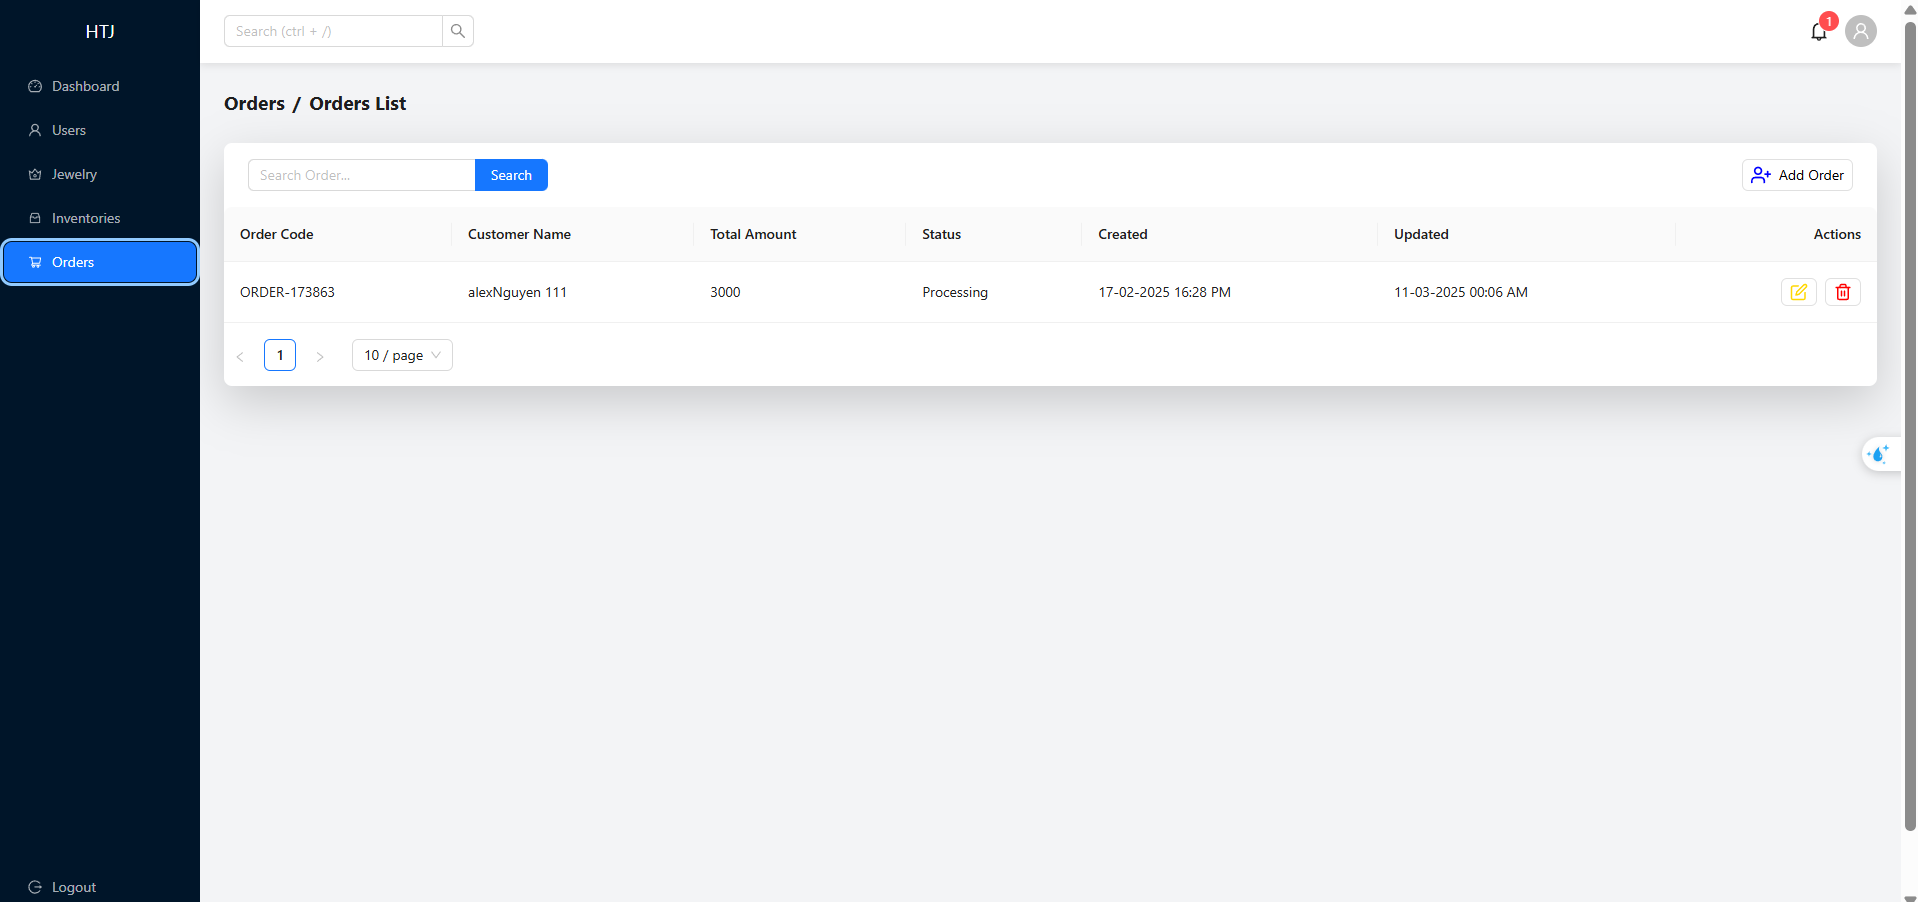 HTJ
Dashboard
Users
Jewelry
Inventories
Orders
Logout
Search (ctrl + /)
1
Orders / Orders List
Search Order...
Search
Add Order
Order Code Customer Name Total Amount Status Created Updated Actions
ORDER-173863 alexNguyen 111 3000 Processing 17-02-2025 16:28 PM 11-03-2025 00:06 AM
< 1 > 10 / page